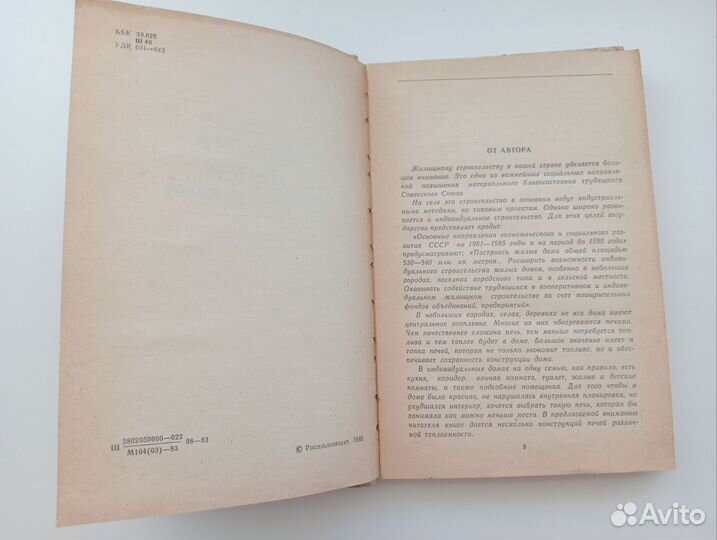 ББК 38.625
Ш 49
УДК 631—043
3802050000—022
Ш ——— 98—83
М104(03)—83
© Россельхозиздат, 1983
ОТ АВТОРА
Жилищному строительству в нашей стране уделяется боль-
шое внимание. Это одно из важнейших социальных направле-
ний повышения материального благосостояния трудящихся
Советского Союза.
На селе это строительство в основном ведут индустриаль-
ными методами, по типовым проектам. Однако широко разви-
вается и индивидуальное строительство. Для этих целей госу-
дарство представляет кредит.
«Основные направления экономического и социального раз-
вития СССР на 1981—1985 годы и на период до 1990 года»
предусматривают: «Построить жилые дома общей площадью
530—540 млн. кв. метров... Расширить возможности индиви-
дуального строительства жилых домов, особенно в небольших
городах, поселках городского типа и в сельской местности.
Оказывать содействие трудящимся в кооперативном и индиви-
дуальном жилищном строительстве за счет поощрительных
фондов объединений, предприятий».
В небольших городах, селах, деревнях не все дома имеют
центральное отопление. Многие из них обогреваются печами.
Чем качественнее сложена печь, тем меньше потребуется топ-
лива и тем теплее будет в доме. Большое значение имеет и
топка печей, которая не только экономит топливо, но и обеспе-
чивает сохранность конструкции дома.
В индивидуальных домах на одну семью, как правило, есть
кухня, коридор, ванная комната, туалет, жилые и детские
комнаты, а также подсобные помещения. Для того чтобы в
доме было красиво, не нарушалась внутренняя планировка, не
ухудшался интерьер, хочется выбрать такую печь, которая бы
занимала как можно меньше места. В предлагаемой вниманию
читателя книге дается несколько конструкций печей различ-
ной теплоемкости.
3
Avito